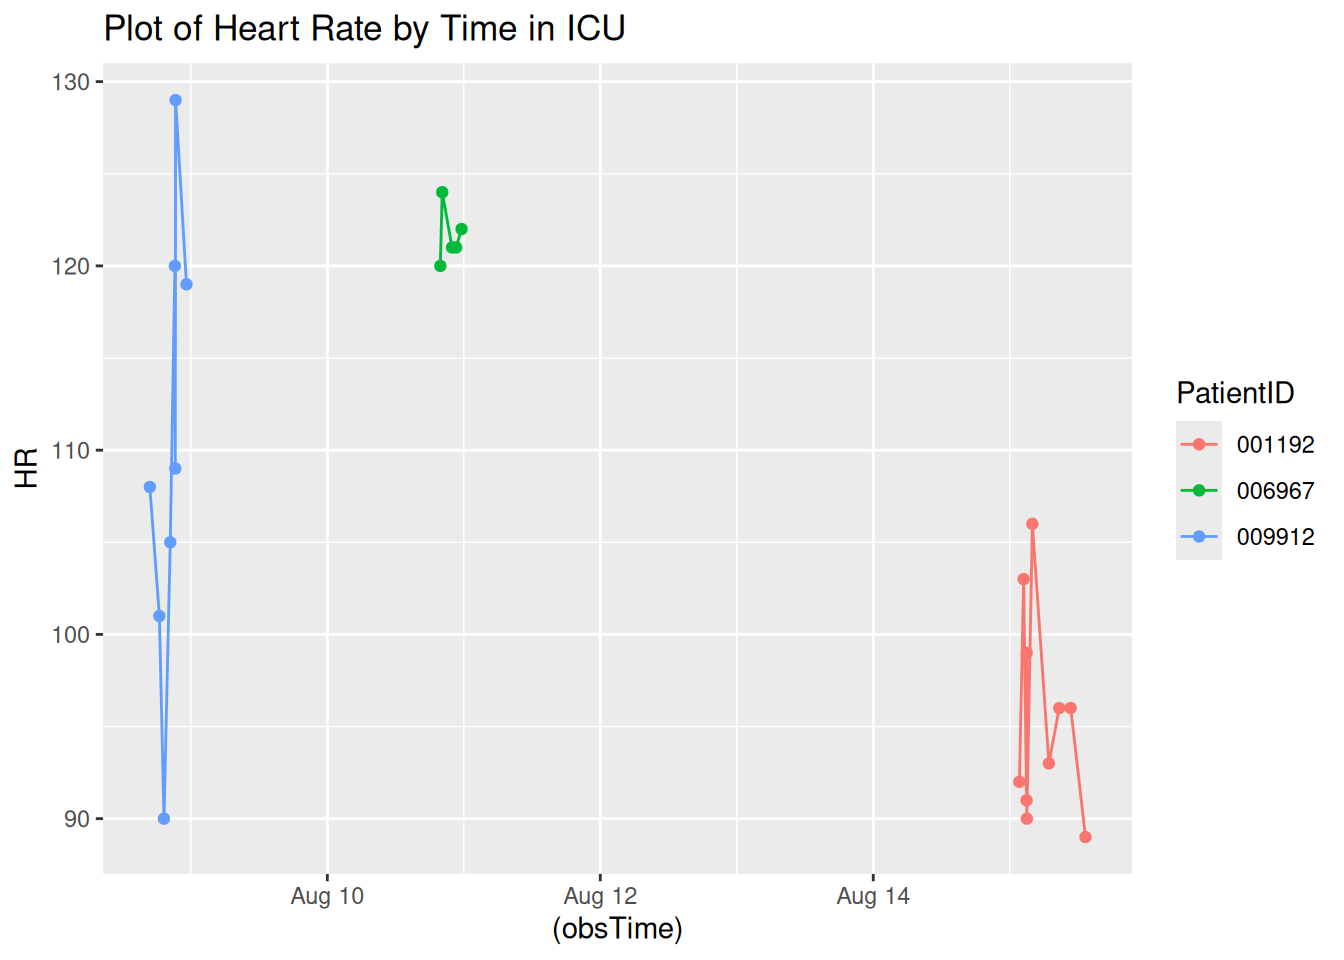 Plot of Heart Rate by Time in ICU
130
120
110
100
90
HR
Aug 10
Aug 12
Aug 14
(obsTime)
PatientID
001192
006967
009912